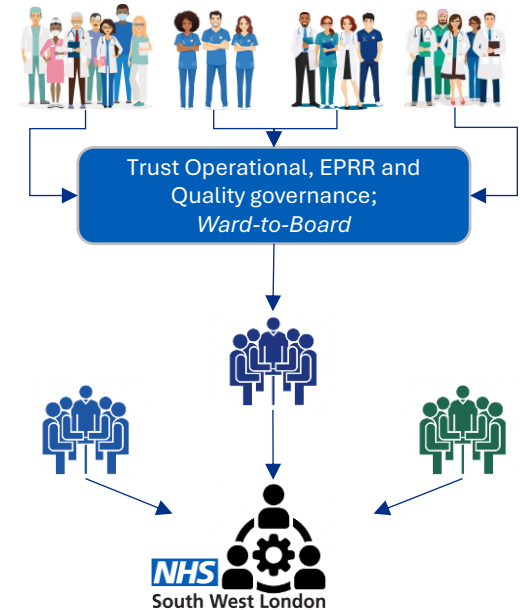 Trust Operational, EPRR and
Quality governance;
Ward-to-Board
NHS
South West London